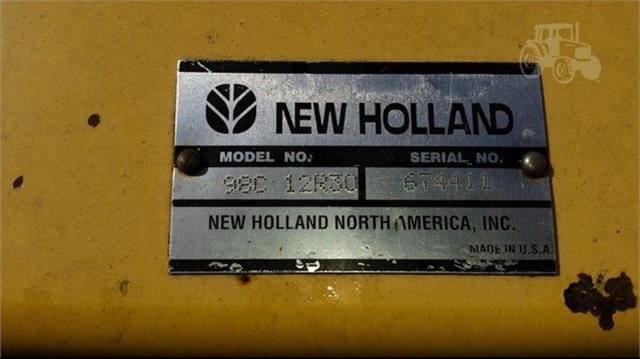 NEW HOLLAND
MODEL NO. SERIAL NO.
98C 12R30 674411
NEW HOLLAND NORTH AMERICA, INC.
MADE IN U.S.A.